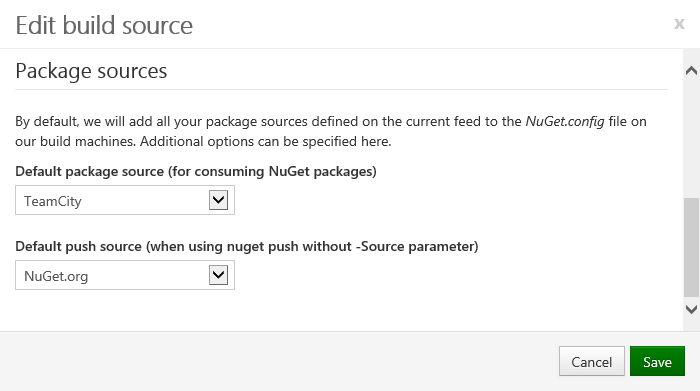 Edit build source
x
Package sources
By default, we will add all your package sources defined on the current feed to the NuGet.config file on
our build machines. Additional options can be specified here.
Default package source (for consuming NuGet packages)
TeamCity
Default push source (when using nuget push without -Source parameter)
NuGet.org
Cancel
Save